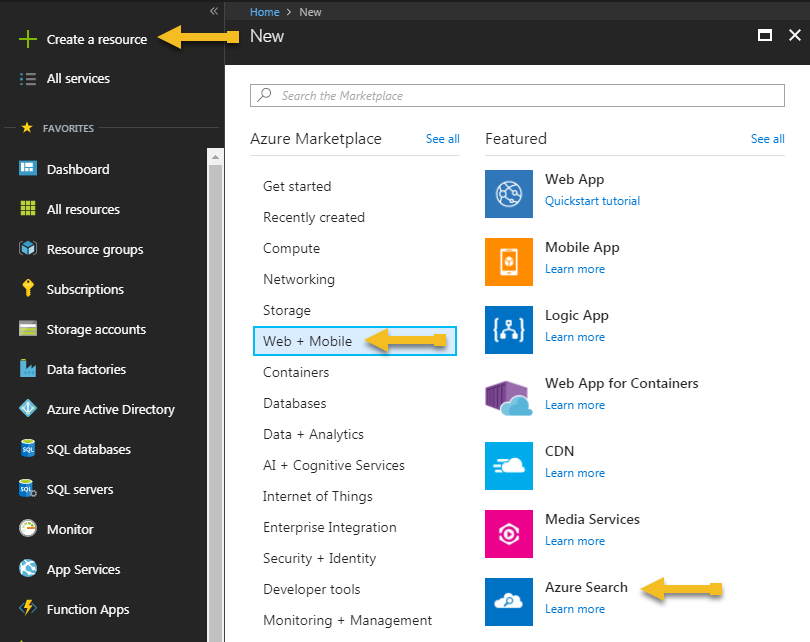 «
Create a resource
All services
FAVORITES
Dashboard
All resources
Resource groups
Subscriptions
Storage accounts
Data factories
Azure Active Directory
SQL databases
SQL servers
Monitor
App Services
Function Apps
Home > New
New
Search the Marketplace
Azure Marketplace
See all
Get started
Recently created
Compute
Networking
Storage
Web + Mobile
Containers
Databases
Data + Analytics
AI + Cognitive Services
Internet of Things
Enterprise Integration
Security + Identity
Developer tools
Monitoring + Management
Featured
See all
Web App
Quickstart tutorial
Mobile App
Learn more
Logic App
Learn more
Web App for Containers
Learn more
CDN
Learn more
Media Services
Learn more
Azure Search
Learn more